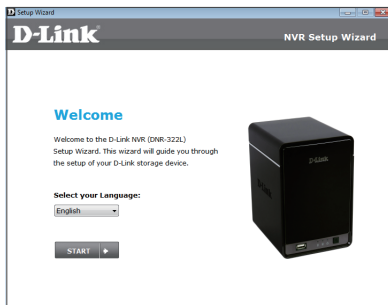 D Setup Wizard
D-Link
NVR Setup Wizard
Welcome
Welcome to the D-Link NVR (DNR-322L)
Setup Wizard. This wizard will guide you through
the setup of your D-Link storage device.
Select your Language:
English
START
D-Link
D-Link